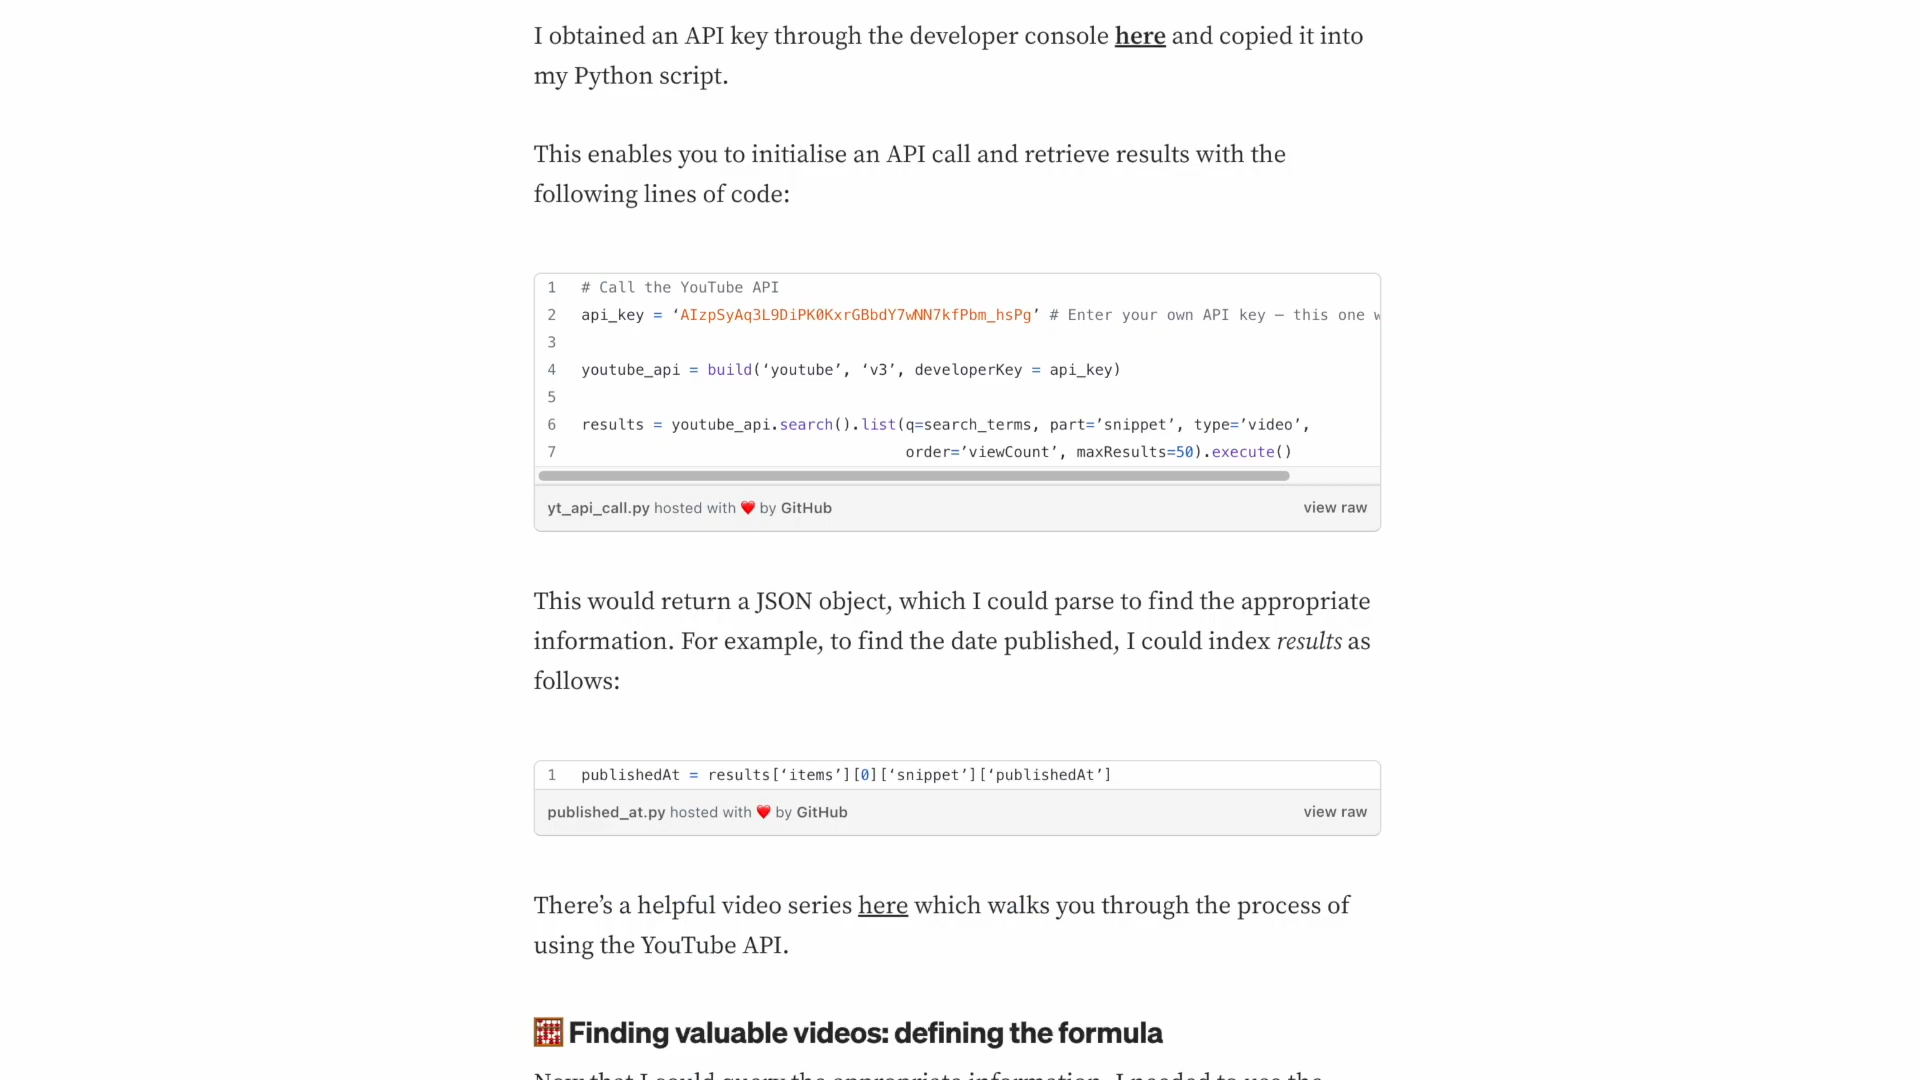 I obtained an API key through the developer console here and copied it into
my Python script.
This enables you to initialise an API call and retrieve results with the
following lines of code:
1 # Call the YouTube API
2 api_key = ‘AIzpSyAq3L9DiPK0KxrGBbdY7wNN7kfPbm_hsPg’ # Enter your own API key — this one w
3
4 youtube_api = build(‘youtube’, ‘v3’, developerKey = api_key)
5
6 results = youtube_api.search().list(q=search_terms, part=’snippet’, type=’video’,
7 order=’viewCount’, maxResults=50).execute()
yt_api_call.py hosted with ❤ by GitHub view raw
This would return a JSON object, which I could parse to find the appropriate
information. For example, to find the date published, I could index results as
follows:
1 publishedAt = results[‘items’][0][‘snippet’][‘publishedAt’]
published_at.py hosted with ❤ by GitHub view raw
There’s a helpful video series here which walks you through the process of
using the YouTube API.
🧮 Finding valuable videos: defining the formula
Now that I could query the appropriate information, I needed to use the